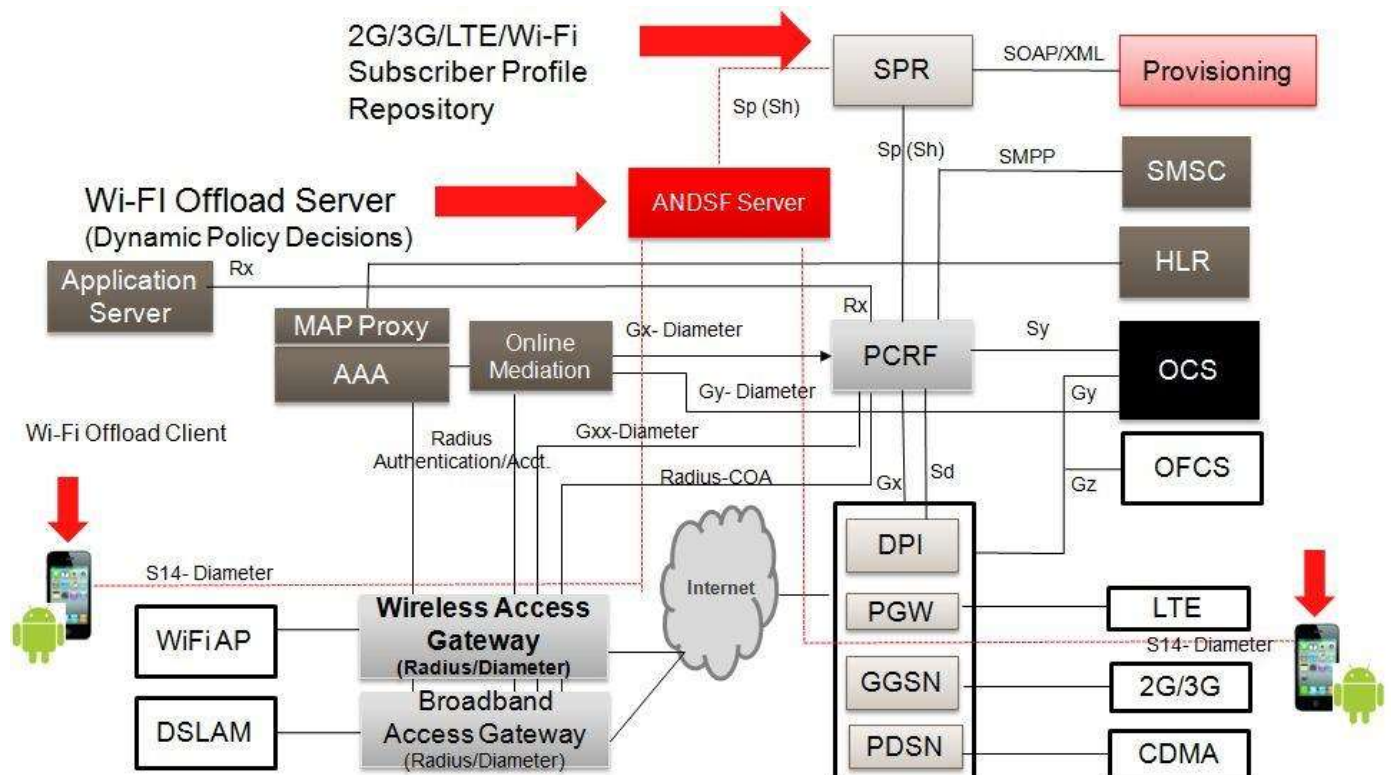 2G/3G/LTE/Wi-Fi
Subscriber Profile
Repository
SPR
SOAP/XML
Provisioning
Sp (Sh)
Sp (Sh)
SMPP
SMSC
Wi-FI Offload Server
(Dynamic Policy Decisions)
ANDSF Server
HLR
Application
Server
Rx
Rx
MAP Proxy
AAA
Online
Mediation
Gx- Diameter
PCRF
Sy
OCS
Gy- Diameter
Gy
Wi-Fi Offload Client
Radius
Authentication/Acct.
Gxx-Diameter
Radius-COA
Gx
Sd
Gz
OFCS
DPI
Internet
S14- Diameter
Wireless Access
Gateway
(Radius/Diameter)
WiFi AP
PGW
LTE
S14- Diameter
GGSN
2G/3G
Broadband
Access Gateway
(Radius/Diameter)
DSLAM
PDSN
CDMA